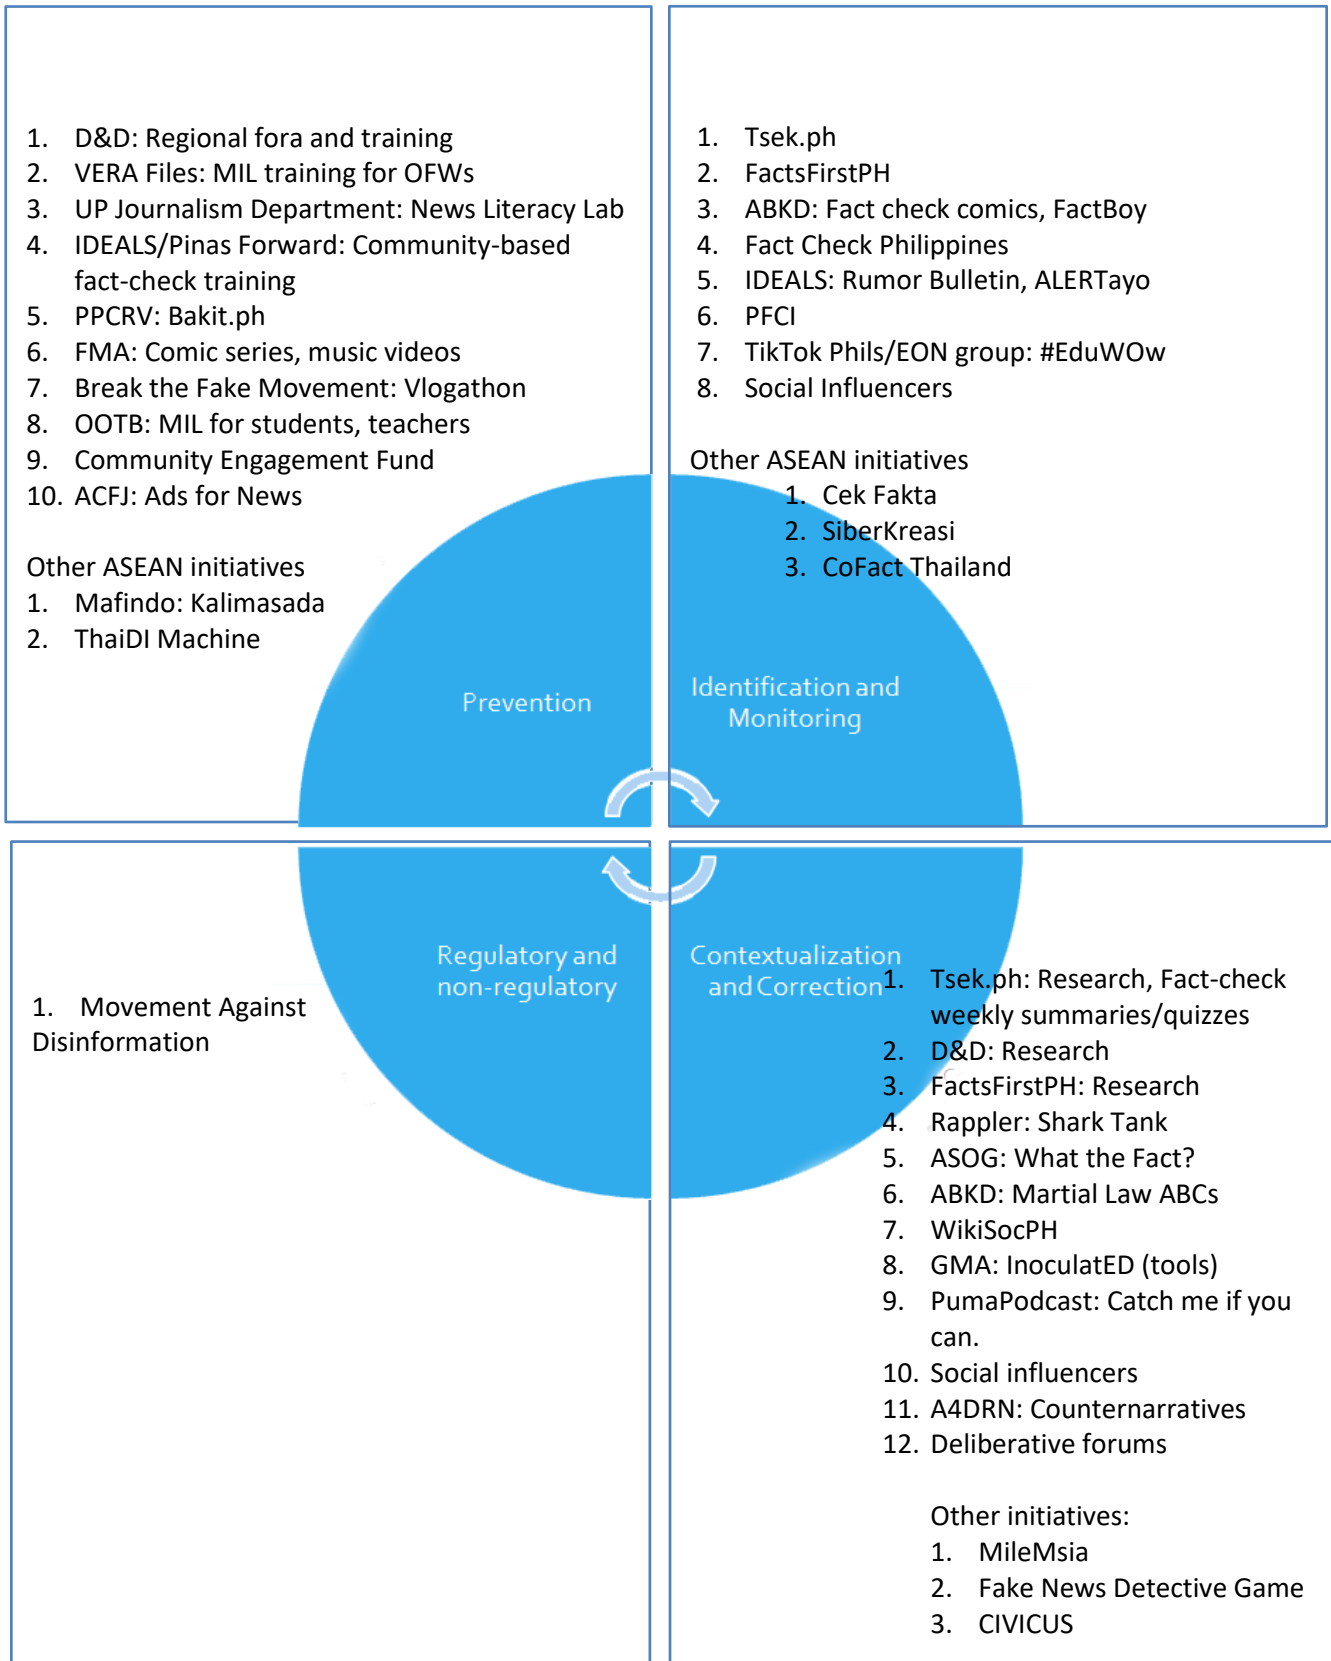 1. D&D: Regional fora and training
2. VERA Files: MIL training for OFWs
3. UP Journalism Department: News Literacy Lab
4. IDEALS/Pinas Forward: Community-based
fact-check training
5. PPCRV: Bakit.ph
6. FMA: Comic series, music videos
7. Break the Fake Movement: Vlogathon
8. OOTB: MIL for students, teachers
9. Community Engagement Fund
10. ACFJ: Ads for News
Other ASEAN initiatives
1. Mafindo: Kalimasada
2. ThaiDI Machine
Prevention
1. Tsek.ph
2. FactsFirstPH
3. ABKD: Fact check comics, FactBoy
4. Fact Check Philippines
5. IDEALS: Rumor Bulletin, ALERTayo
6. PFCI
7. TikTok Phils/EON group: #EduWOw
8. Social Influencers
Other ASEAN initiatives
1. Cek Fakta
2. SiberKreasi
3. CoFact Thailand
Identification and
Monitoring
Regulatory and
non-regulatory
1. Movement Against
Disinformation
Contextualization
and Correction
1. Tsek.ph: Research, Fact-check
weekly summaries/quizzes
2. D&D: Research
3. FactsFirstPH: Research
4. Rappler: Shark Tank
5. ASOG: What the Fact?
6. ABKD: Martial Law ABCs
7. WikiSocPH
8. GMA: InoculatED (tools)
9. PumaPodcast: Catch me if you
can.
10. Social influencers
11. A4DRN: Counternarratives
12. Deliberative forums
Other initiatives:
1. MileMsia
2. Fake News Detective Game
3. CIVICUS